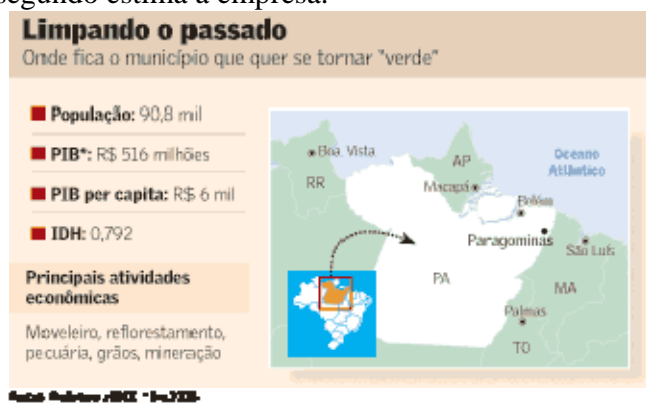 segundo estima a empresa.
Limpando o passado
Onde fica o município que quer se tornar "verde"
População: 90,8 mil
PIB*: R$ 516 milhões
PIB per capita: R$ 6 mil
IDH: 0,792
Principais atividades
econômicas
Moveleiro, reflorestamento,
pecuária, grãos, mineração
Boa Vista
RR
AP
Macapá
Oceano
Atlântico
Belém
Paragominas
São Luís
PA
MA
Palmas
TO